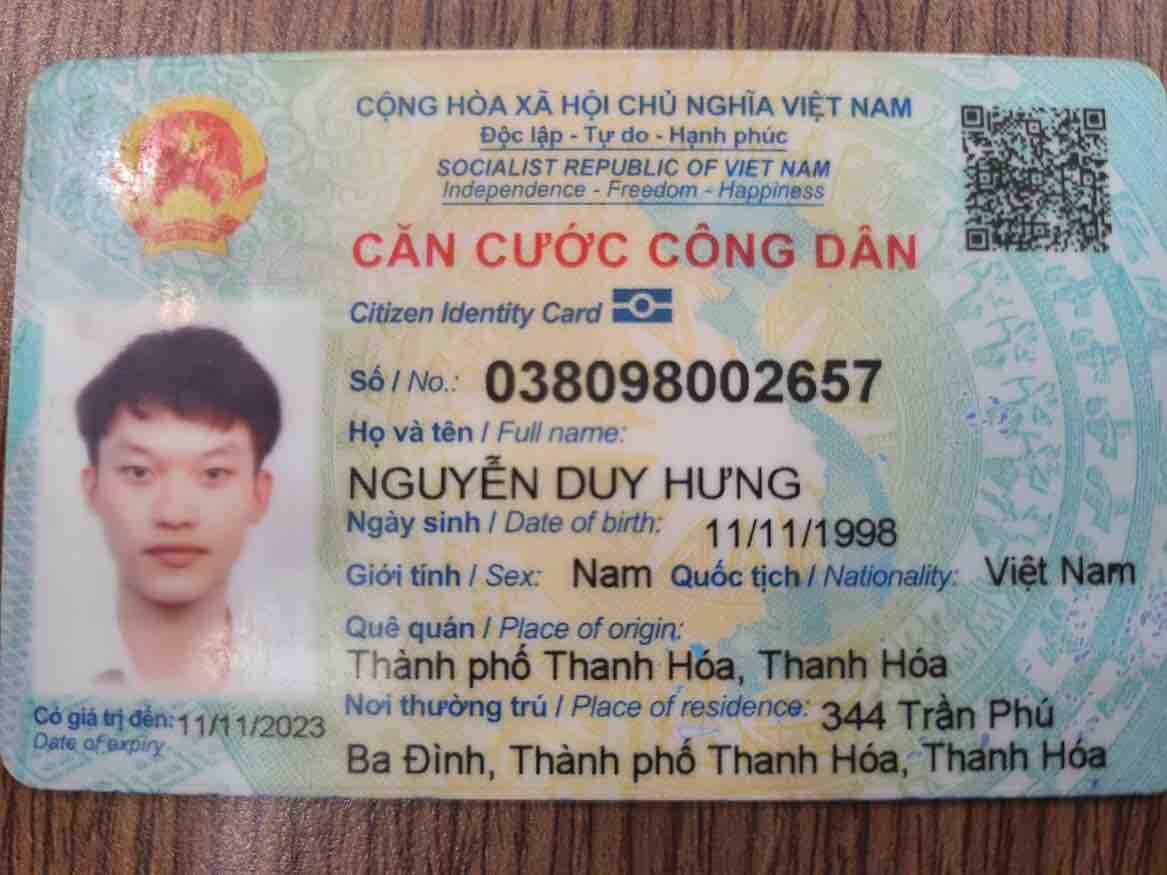 CỘNG HÒA XÃ HỘI CHỦ NGHĨA VIỆT NAM
Độc lập - Tự do - Hạnh phúc
SOCIALIST REPUBLIC OF VIET NAM
Independence - Freedom - Happiness
CĂN CƯỚC CÔNG DÂN
Citizen Identity Card
Số / No.: 038098002657
Họ và tên / Full name:
NGUYỄN DUY HƯNG
Ngày sinh / Date of birth: 11/11/1998
Giới tính / Sex: Nam Quốc tịch / Nationality: Việt Nam
Quê quán / Place of origin:
Thành phố Thanh Hóa, Thanh Hóa
Nơi thường trú / Place of residence: 344 Trần Phú
Ba Đình, Thành phố Thanh Hóa, Thanh Hóa
Có giá trị đến: 11/11/2023
Date of expiry